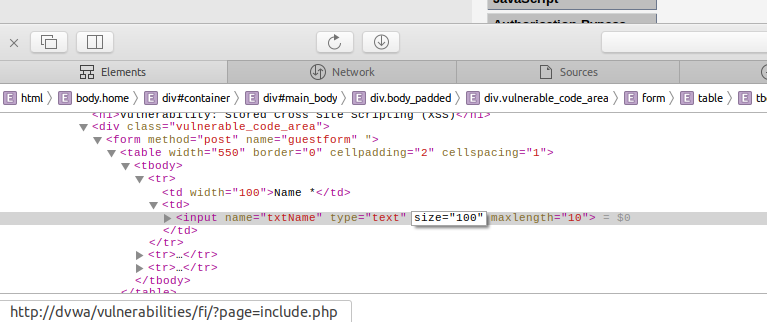 JavaScript
Authorisation Bypass
×
Elements Network Sources
E html E body.home E div#container E div#main_body E div.body_padded E div.vulnerable_code_area E form E table E tb
<h1>Vulnerability: Stored Cross Site Scripting (XSS)</h1>
<div class="vulnerable_code_area">
<form method="post" name="guestform" ">
<table width="550" border="0" cellpadding="2" cellspacing="1">
<tbody>
<tr>
<td width="100">Name *</td>
<td>
<input name="txtName" type="text" size="100" maxlength="10"> = $0
</td>
</tr>
<tr>…</tr>
<tr>…</tr>
</tbody>
</table>
http://dvwa/vulnerabilities/fi/?page=include.php